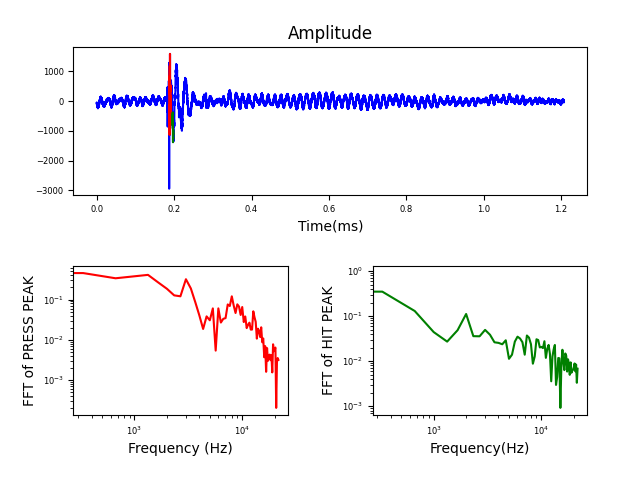 Amplitude
1000
0
−1000
−2000
−3000
0.0 0.2 0.4 0.6 0.8 1.0 1.2
Time(ms)
FFT of PRESS PEAK
10⁻¹
10⁻²
10⁻³
10³ 10⁴
Frequency (Hz)
FFT of HIT PEAK
10⁰
10⁻¹
10⁻²
10⁻³
10³ 10⁴
Frequency(Hz)